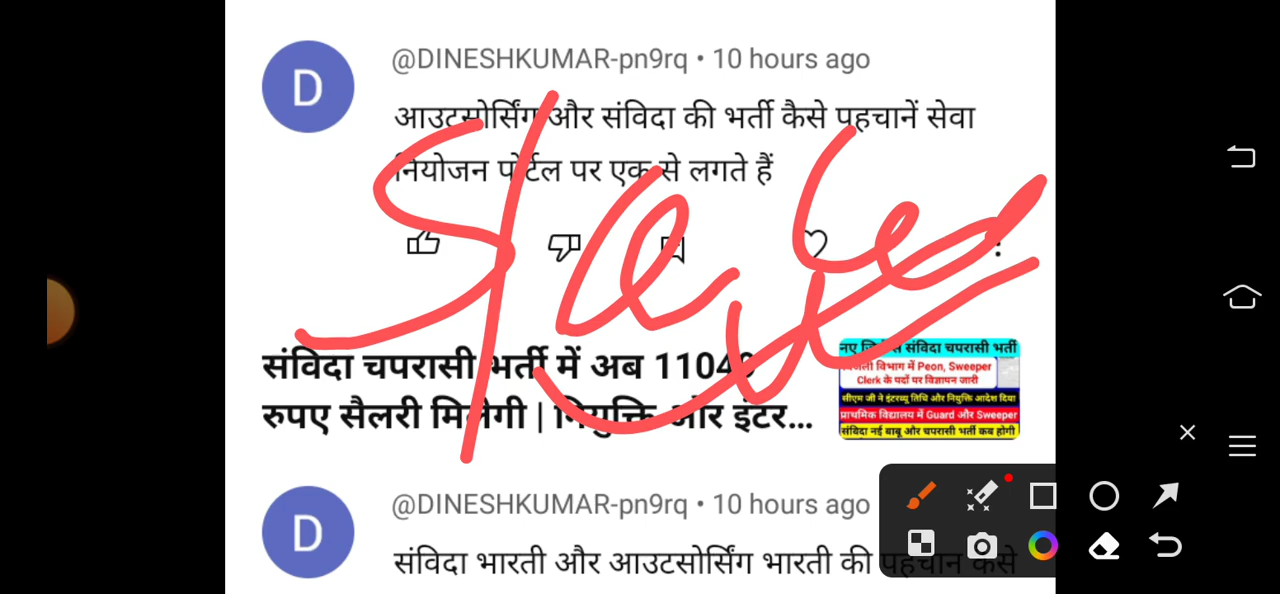 D
@DINESHKUMAR-pn9rq • 10 hours ago
आउटसोर्सिंग और संविदा की भर्ती कैसे पहचानें सेवा
नियोजन पोर्टल पर एक से लगते हैं
संविदा चपरासी भर्ती में अब 11040
रुपए सैलरी मिलेगी | नियुक्ति और इंटर...
नए जिले से संविदा चपरासी भर्ती
बिजली विभाग में Peon, Sweeper
Clerk के पदों पर विज्ञापन जारी
सीएम जी ने इंटरव्यू तिथि और नियुक्ति आदेश दिया
प्राथमिक विद्यालय में Guard और Sweeper
संविदा नई बाबू और चपरासी भर्ती कब होगी
D
@DINESHKUMAR-pn9rq • 10 hours ago
संविदा भारती और आउटसोर्सिंग भारती की पहचान कैसे